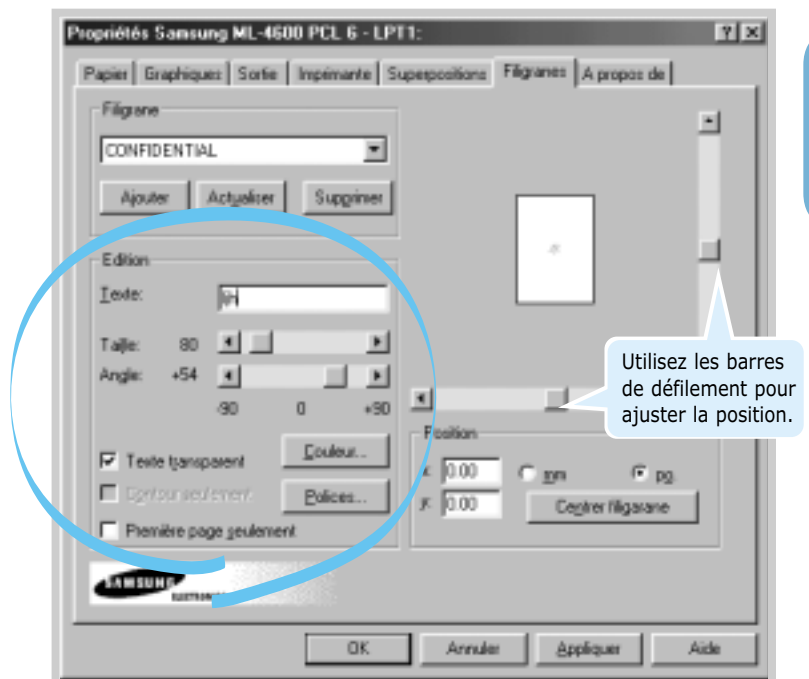 Propriétés Samsung ML-4600 PCL 6 - LPT1:
Papier Graphiques Sortie Imprimante Superpositions Filigranes A propos de
Filigrane
CONFIDENTIAL
Ajouter Actualiser Supprimer
Edition
Texte:
Taille: 80
Angle: +54
-90 0 +90
Utilisez les barres
de défilement pour
ajuster la position.
Texte transparent Couleur...
Contour seulement Polices...
Première page seulement
Position
x: 0.00 mm pg.
y: 0.00 Centrer filigarane
SAMSUNG
ELECTRONICS
OK Annuler Appliquer Aide